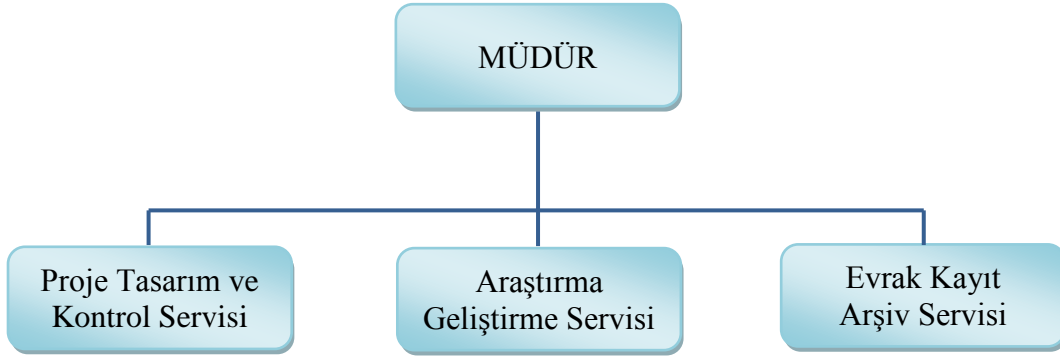 MÜDÜR
Proje Tasarım ve
Kontrol Servisi
Araştırma
Geliştirme Servisi
Evrak Kayıt
Arşiv Servisi